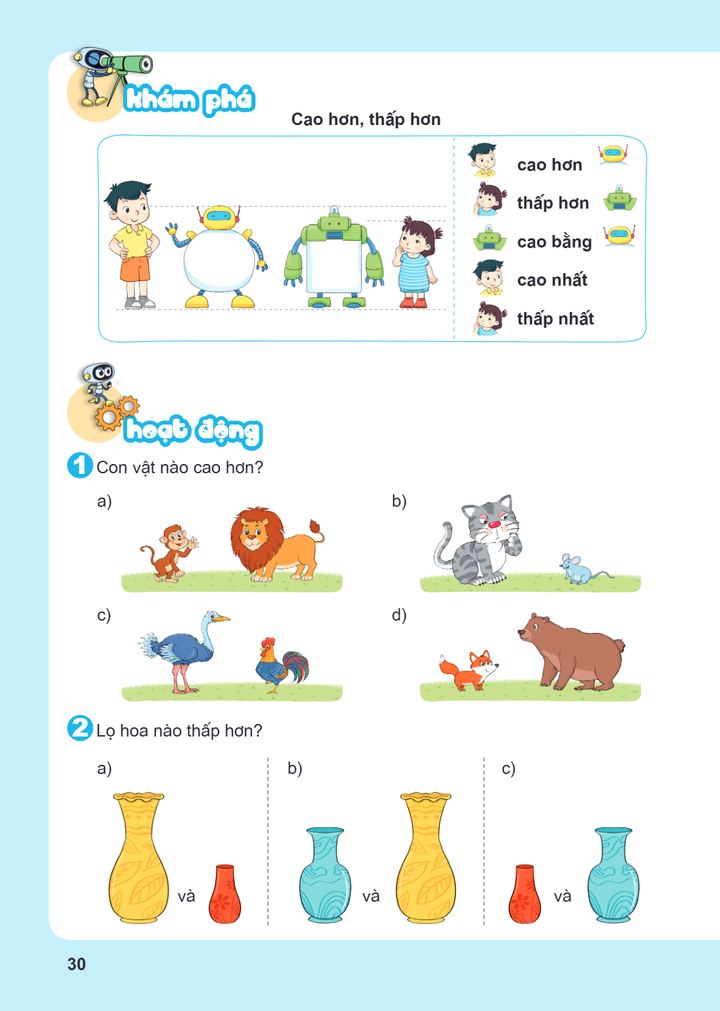 Khám phá
Cao hơn, thấp hơn
cao hơn
thấp hơn
cao bằng
cao nhất
thấp nhất
hoạt động
1 Con vật nào cao hơn?
a) b)
c) d)
2 Lọ hoa nào thấp hơn?
a) b) c)
và và và
30